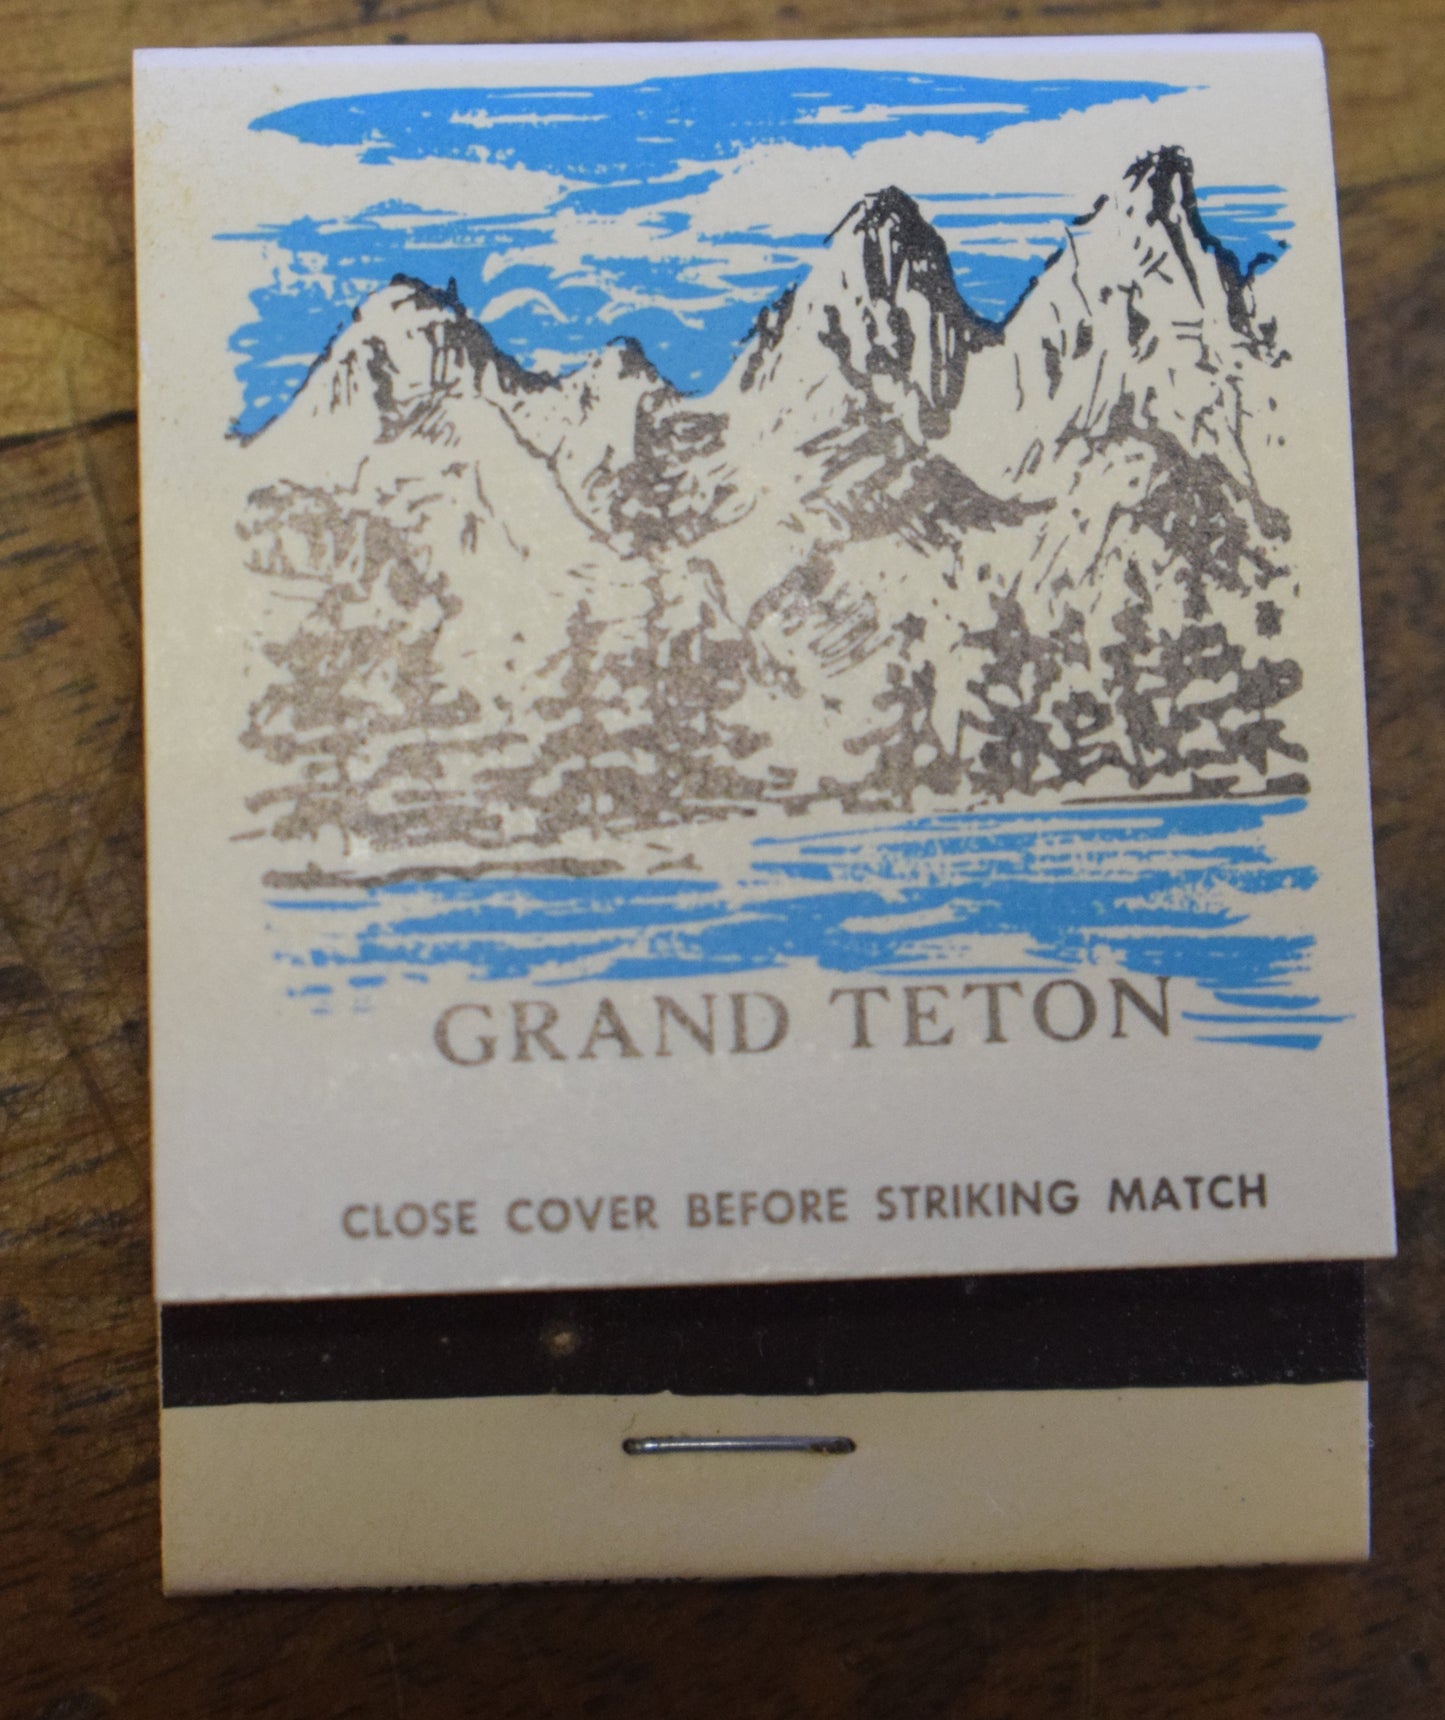 GRAND TETON
CLOSE COVER BEFORE STRIKING MATCH